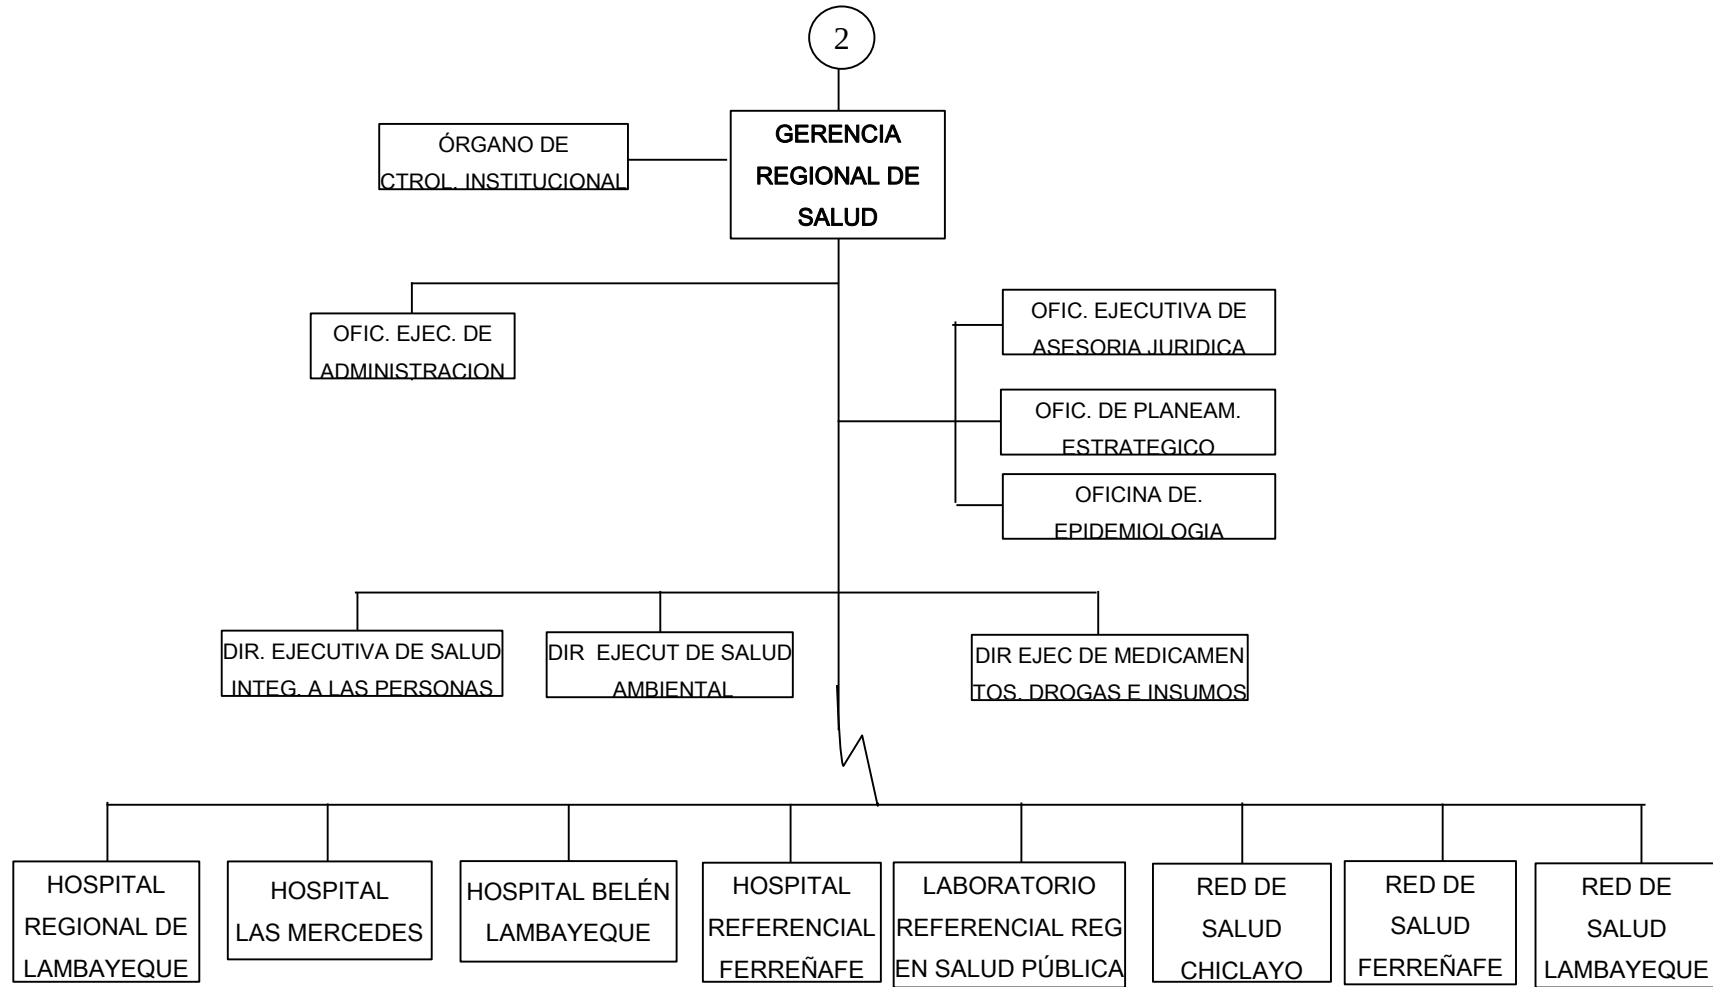 2
GERENCIA
REGIONAL DE
SALUD
ÓRGANO DE
CTROL. INSTITUCIONAL
OFIC. EJEC. DE
ADMINISTRACION
OFIC. EJECUTIVA DE
ASESORIA JURIDICA
OFIC. DE PLANEAM.
ESTRATEGICO
OFICINA DE.
EPIDEMIOLOGIA
DIR. EJECUTIVA DE SALUD
INTEG. A LAS PERSONAS
DIR EJECUT DE SALUD
AMBIENTAL
DIR EJEC DE MEDICAMEN
TOS. DROGAS E INSUMOS
HOSPITAL
REGIONAL DE
LAMBAYEQUE
HOSPITAL
LAS MERCEDES
HOSPITAL BELÉN
LAMBAYEQUE
HOSPITAL
REFERENCIAL
FERREÑAFE
LABORATORIO
REFERENCIAL REG
EN SALUD PÚBLICA
RED DE
SALUD
CHICLAYO
RED DE
SALUD
FERREÑAFE
RED DE
SALUD
LAMBAYEQUE